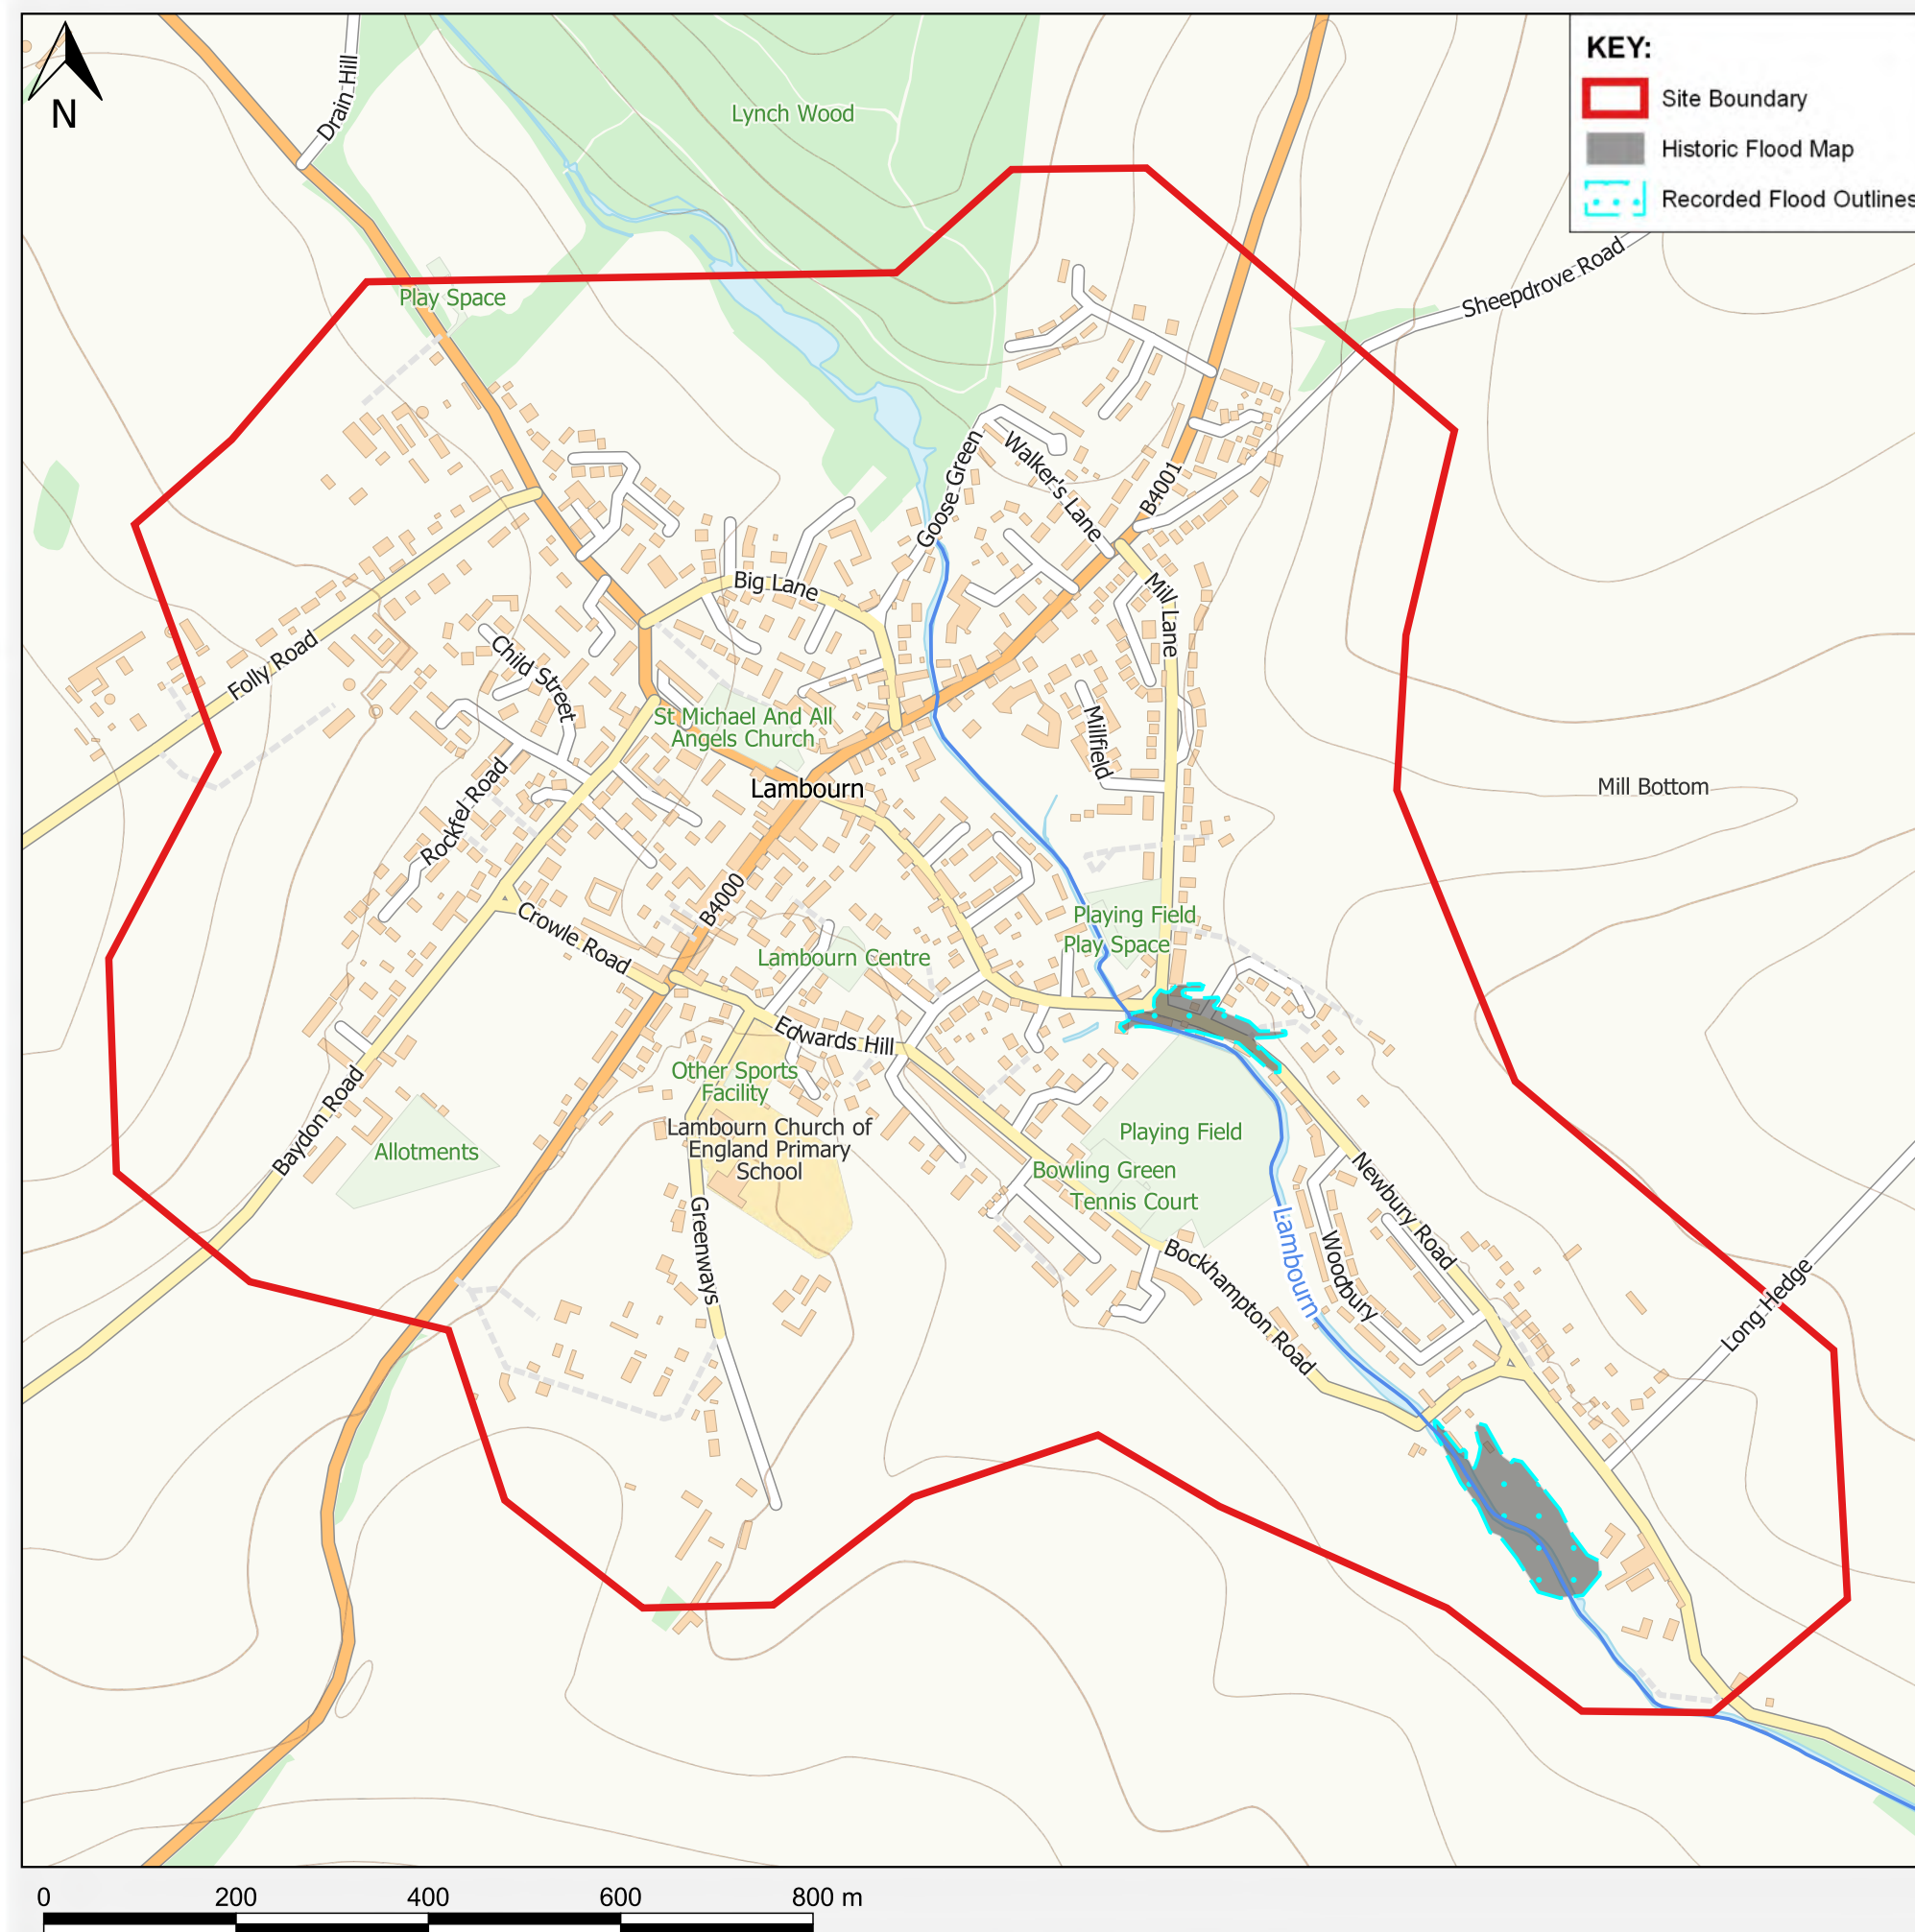 KEY:
Site Boundary
Historic Flood Map
Recorded Flood Outlines
N
Drain Hill
Lynch Wood
Sheepdrove Road
Play Space
Goose Green
Walker's Lane
B4001
Big Lane
Mill Lane
Folly Road
Child Street
St Michael And All
Angels Church
Millfield
Lambourn
Mill Bottom
Rockfel Road
B4000
Crowle Road
Playing Field
Play Space
Lambourn Centre
Edwards Hill
Other Sports
Facility
Baydon Road
Allotments
Lambourn Church of
England Primary
School
Playing Field
Bowling Green
Tennis Court
Newbury Road
Greenways
Lambourn
Woodbury
Bockhampton Road
Long Hedge
0 200 400 600 800 m